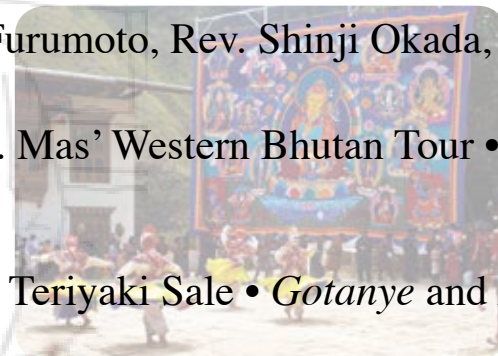 Furumoto, Rev. Shinji Okada,
. Mas’ Western Bhutan Tour •
Teriyaki Sale • Gotanye and